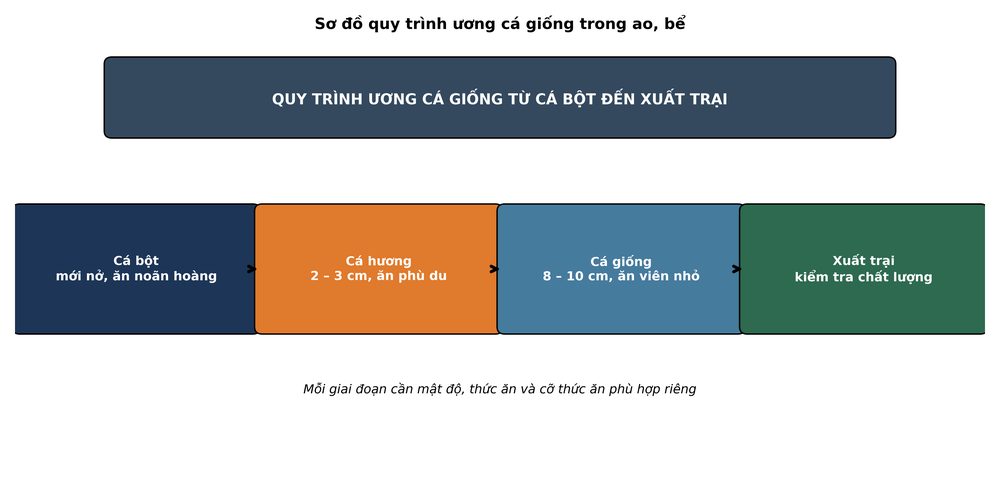 Sơ đồ quy trình ương cá giống trong ao, bể
QUY TRÌNH ƯƠNG CÁ GIỐNG TỪ CÁ BỘT ĐẾN XUẤT TRẠI
Cá bột
mới nở, ăn noãn hoàng
Cá hương
2 – 3 cm, ăn phù du
Cá giống
8 – 10 cm, ăn viên nhỏ
Xuất trại
kiểm tra chất lượng
Mỗi giai đoạn cần mật độ, thức ăn và cỡ thức ăn phù hợp riêng